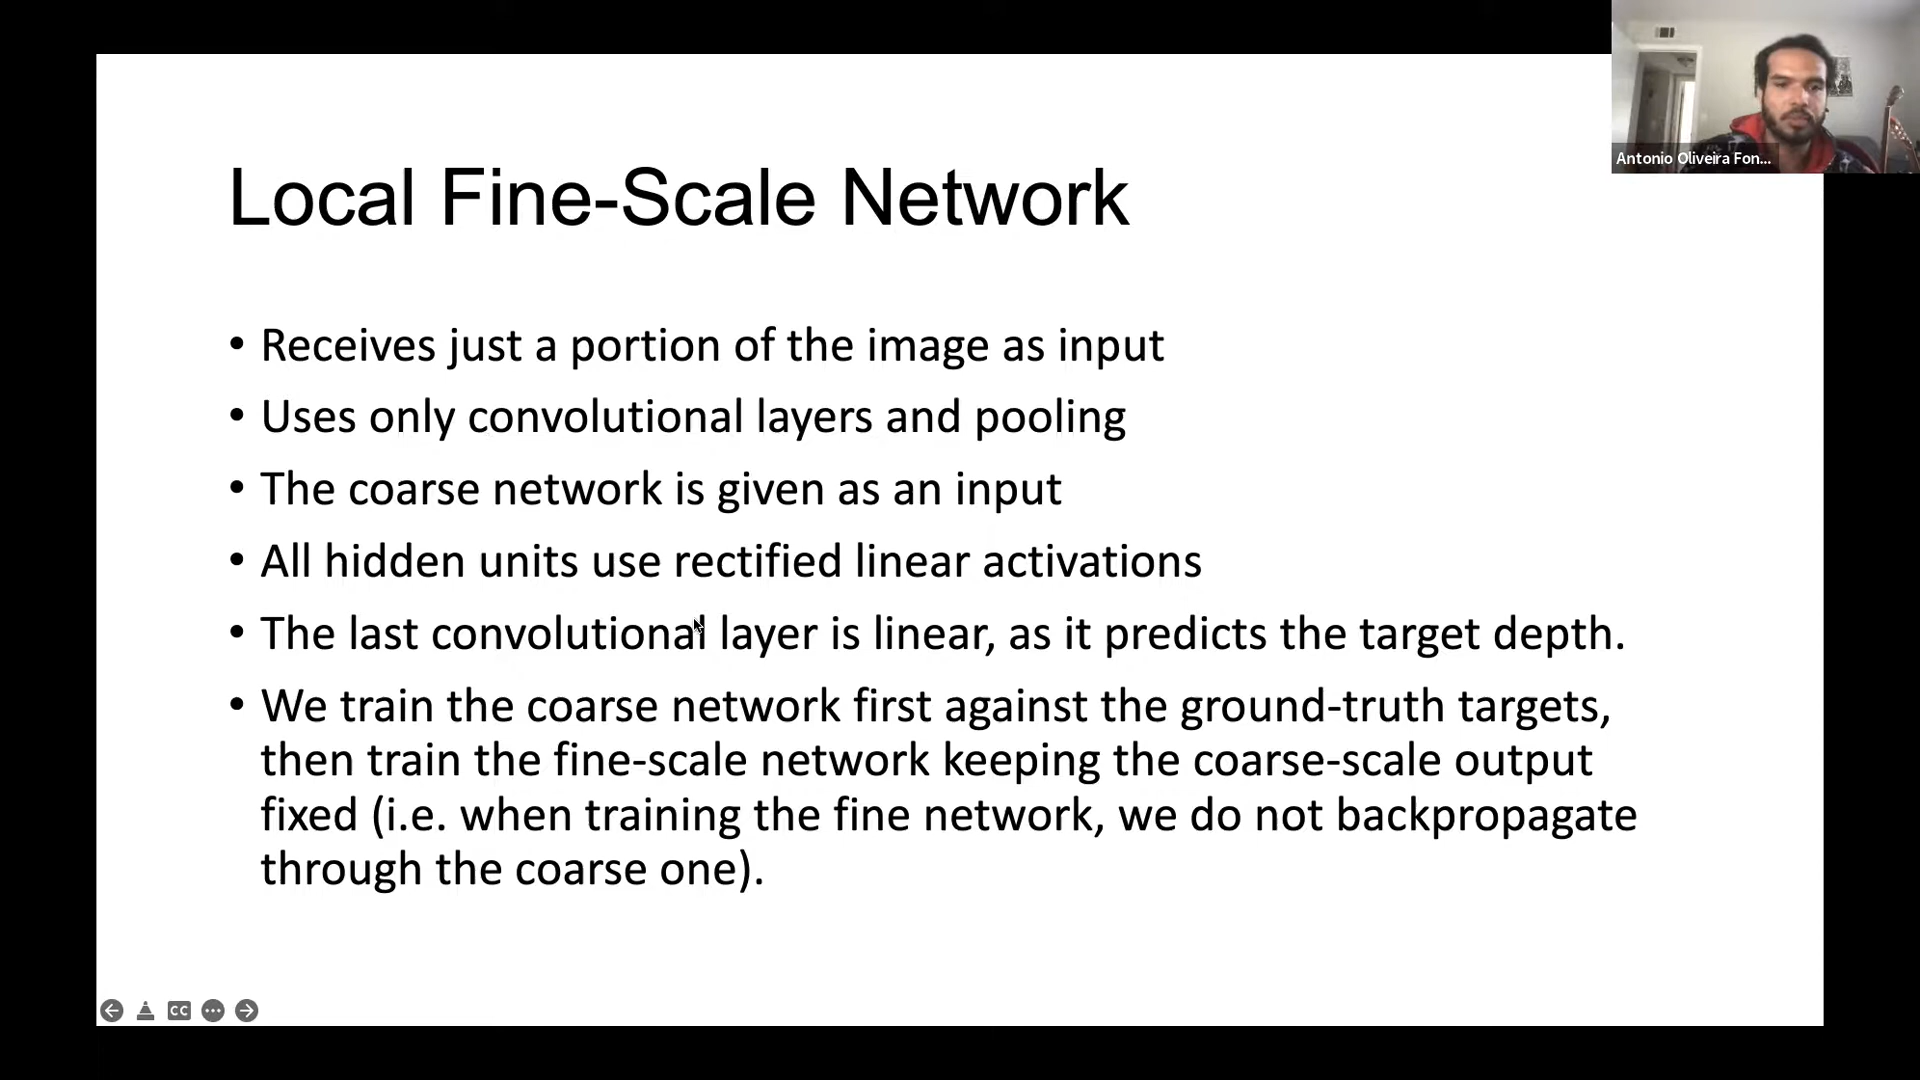 Antonio Oliveira Fon...
Local Fine-Scale Network
• Receives just a portion of the image as input
• Uses only convolutional layers and pooling
• The coarse network is given as an input
• All hidden units use rectified linear activations
• The last convolutional layer is linear, as it predicts the target depth.
• We train the coarse network first against the ground-truth targets,
then train the fine-scale network keeping the coarse-scale output
fixed (i.e. when training the fine network, we do not backpropagate
through the coarse one).
CC